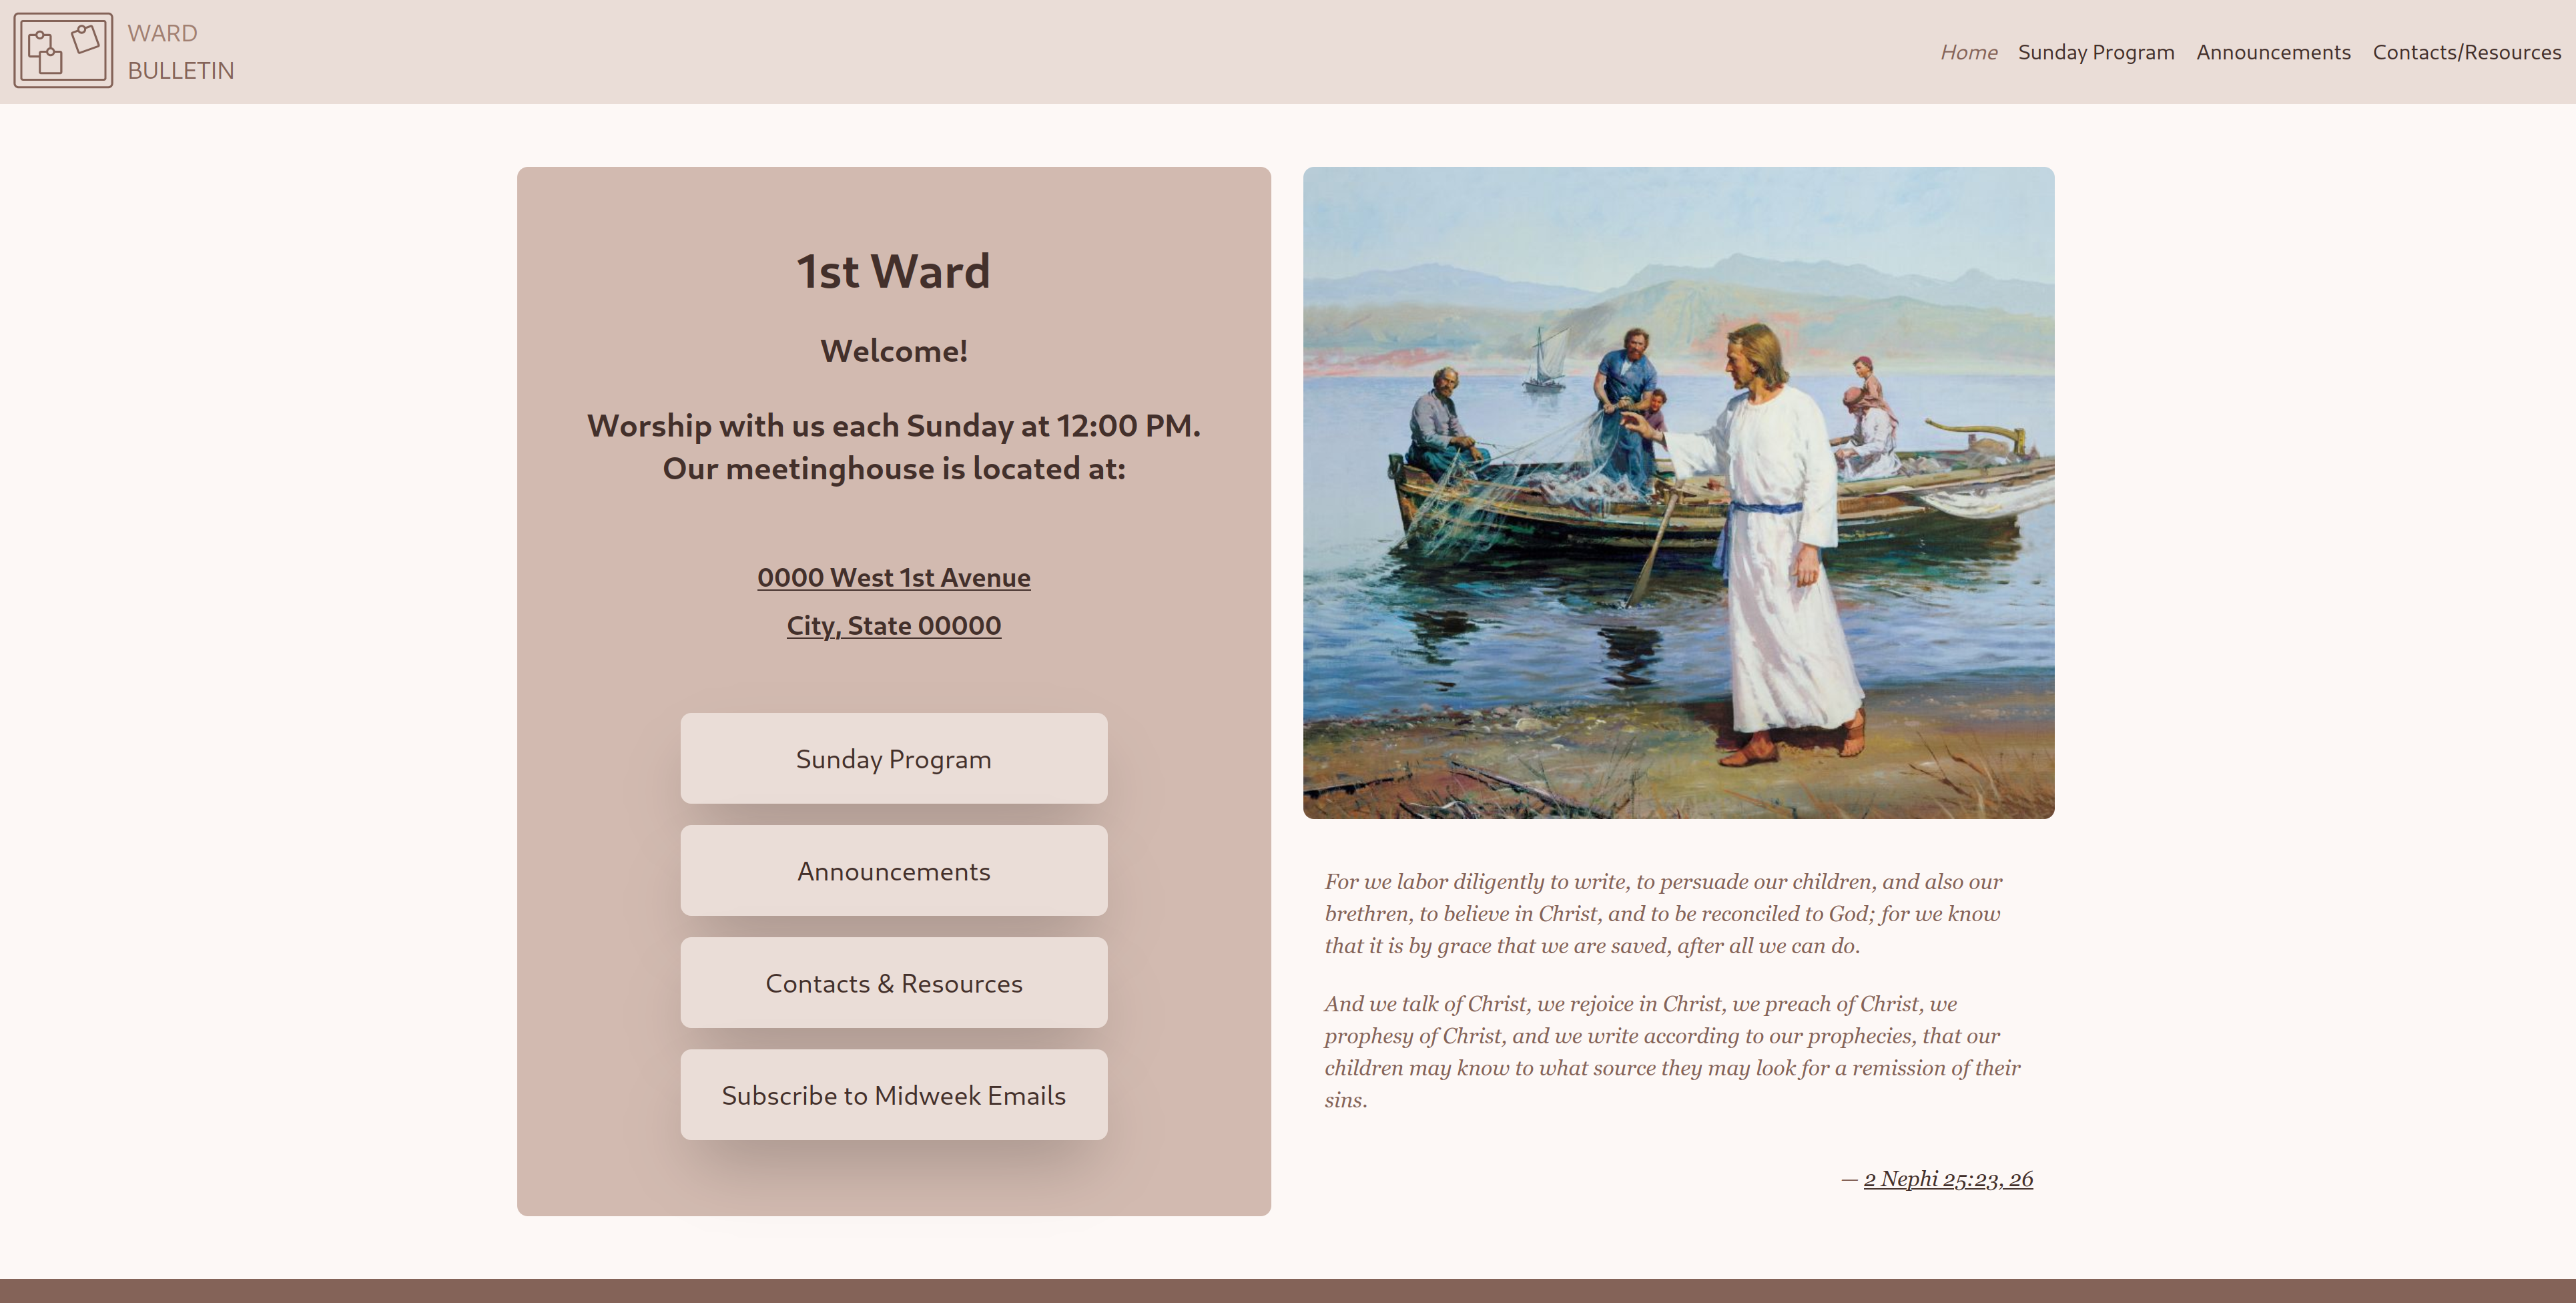 WARD
BULLETIN
Home Sunday Program Announcements Contacts/Resources
1st Ward
Welcome!
Worship with us each Sunday at 12:00 PM.
Our meetinghouse is located at:
0000 West 1st Avenue
City, State 00000
Sunday Program
Announcements
Contacts & Resources
Subscribe to Midweek Emails
For we labor diligently to write, to persuade our children, and also our
brethren, to believe in Christ, and to be reconciled to God; for we know
that it is by grace that we are saved, after all we can do.
And we talk of Christ, we rejoice in Christ, we preach of Christ, we
prophesy of Christ, and we write according to our prophecies, that our
children may know to what source they may look for a remission of their
sins.
— 2 Nephi 25:23, 26